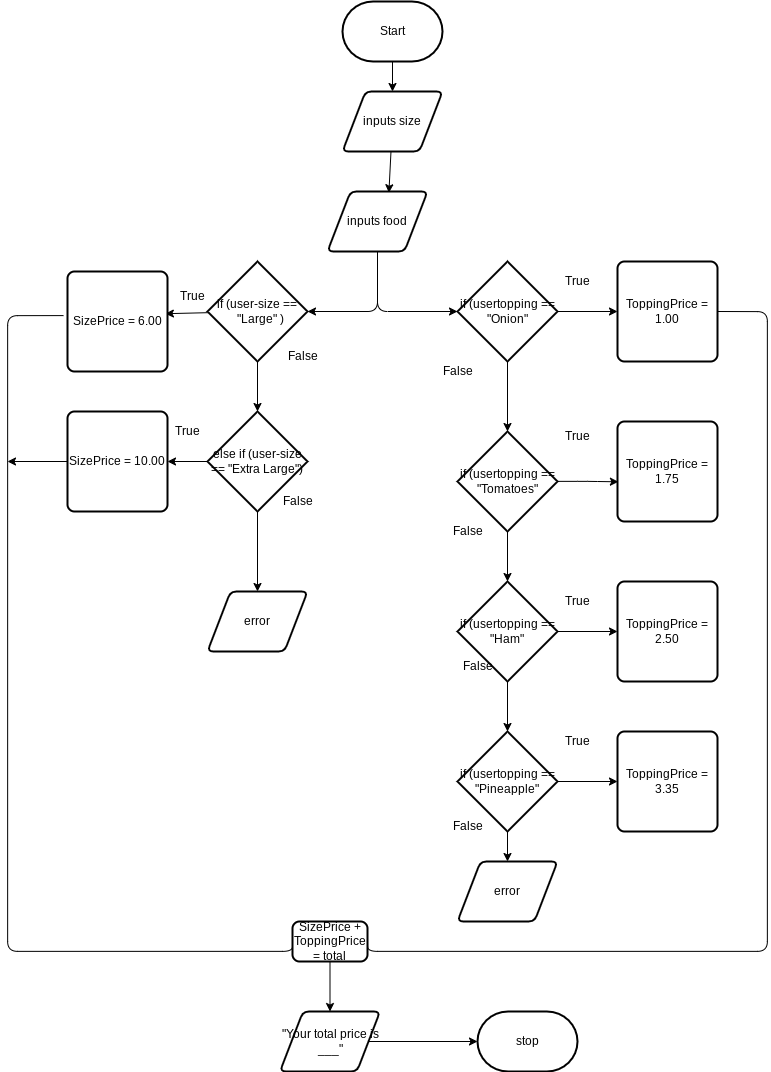 Start
inputs size
inputs food
if (user-size ==
"Large" )
True
SizePrice = 6.00
False
else if (user-size
== "Extra Large")
True
SizePrice = 10.00
False
error
if (usertopping ==
"Onion"
True
ToppingPrice =
1.00
False
if (usertopping ==
"Tomatoes"
True
ToppingPrice =
1.75
False
if (usertopping ==
"Ham"
True
ToppingPrice =
2.50
False
if (usertopping ==
"Pineapple"
True
ToppingPrice =
3.35
False
error
SizePrice +
ToppingPrice
= total
"Your total price is
___"
stop